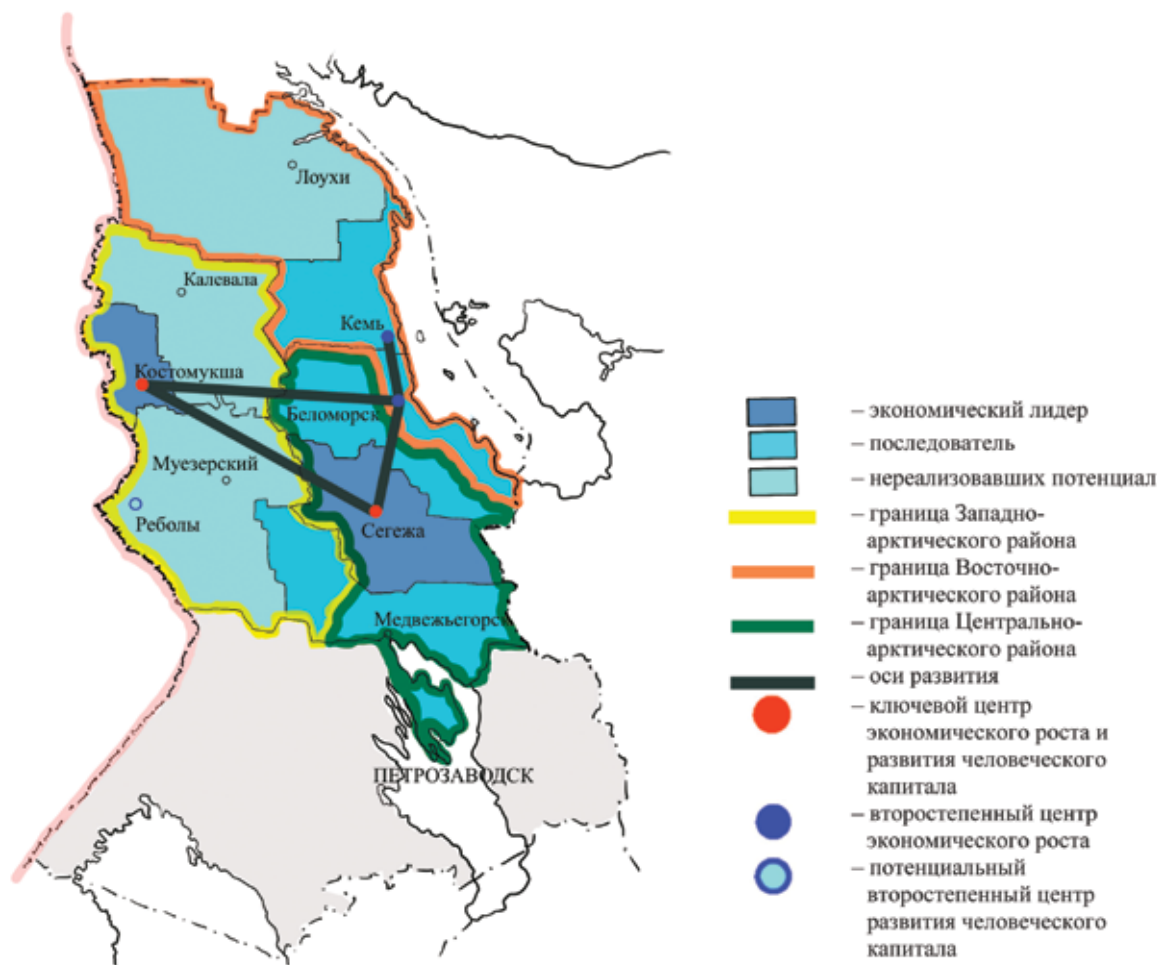 Лоухи
Калевала
Кемь
Костомукша
Беломорск
Муезерский
Реболы
Сегежа
Медвежьегорск
ПЕТРОЗАВОДСК
– экономический лидер
– последователь
– нереализовавших потенциал
– граница Западно-
арктического района
– граница Восточно-
арктического района
– граница Центрально-
арктического района
– оси развития
– ключевой центр
экономического роста и
развития человеческого
капитала
– второстепенный центр
экономического роста
– потенциальный
второстепенный центр
развития человеческого
капитала